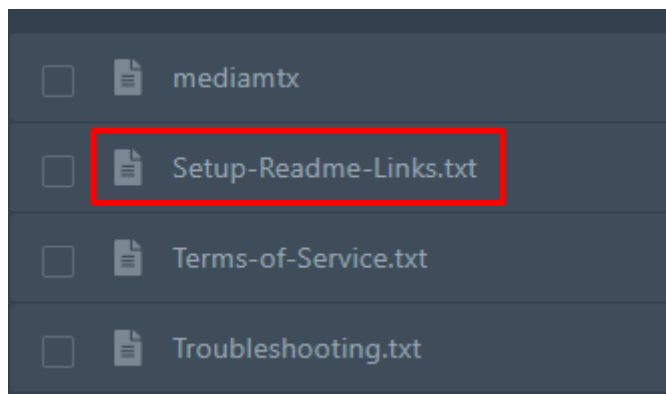 mediamtx
Setup-Readme-Links.txt
Terms-of-Service.txt
Troubleshooting.txt